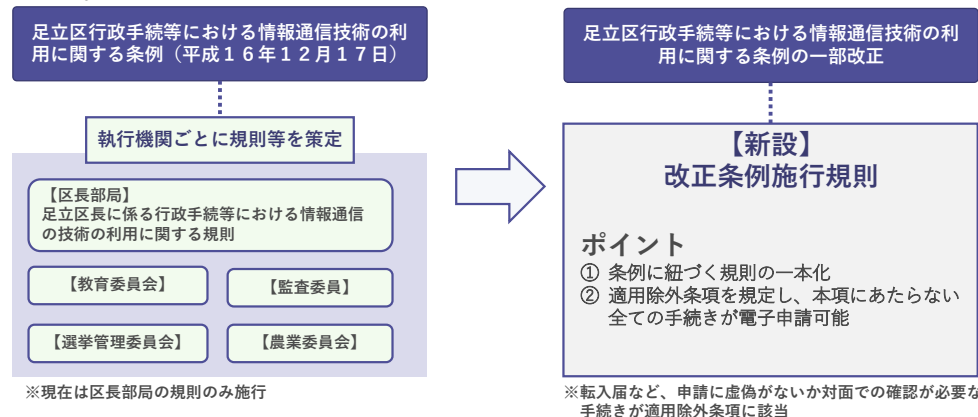 足立区行政手続等における情報通信技術の利
用に関する条例（平成１６年１２月１７日）
執行機関ごとに規則等を策定
【区長部局】
足立区長に係る行政手続等における情報通信
の技術の利用に関する規則
【教育委員会】
【監査委員】
【選挙管理委員会】
【農業委員会】
※現在は区長部局の規則のみ施行
足立区行政手続等における情報通信技術の利
用に関する条例の一部改正
【新設】
改正条例施行規則
ポイント
① 条例に紐づく規則の一本化
② 適用除外条項を規定し、本項にあたらない
全ての手続きが電子申請可能
※転入届など、申請に虚偽がないか対面での確認が必要な
手続きが適用除外条項に該当